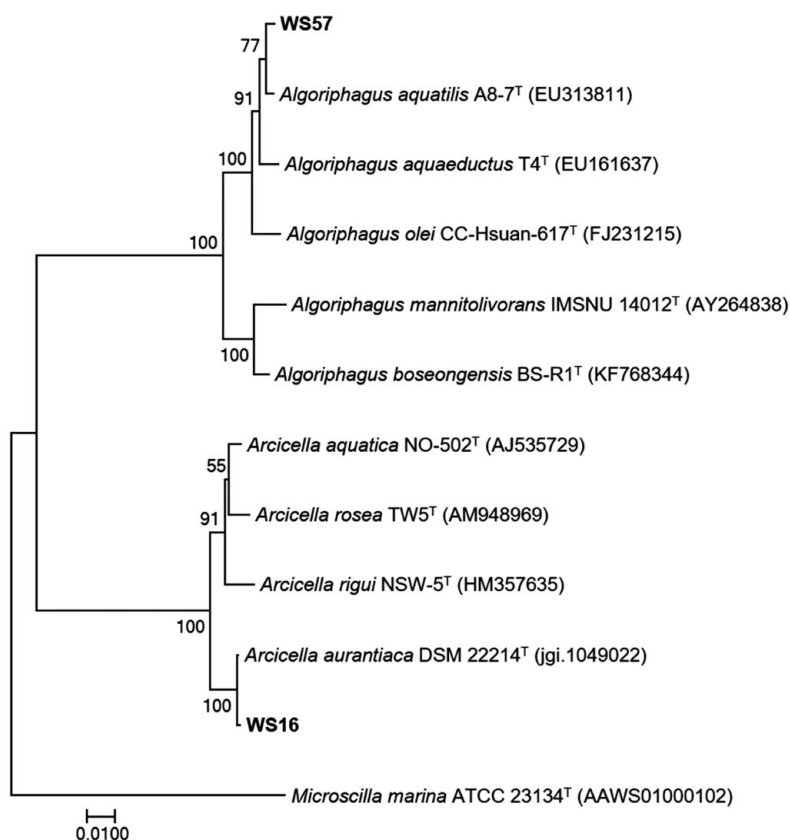 WS57
77
Algoriphagus aquatilis A8-7ᵀ (EU313811)
91
Algoriphagus aquaeductus T4ᵀ (EU161637)
100
Algoriphagus olei CC-Hsuan-617ᵀ (FJ231215)
100
Algoriphagus mannitolivorans IMSNU 14012ᵀ (AY264838)
100
Algoriphagus boseongensis BS-R1ᵀ (KF768344)
Arcicella aquatica NO-502ᵀ (AJ535729)
55
Arcicella rosea TW5ᵀ (AM948969)
91
Arcicella rigui NSW-5ᵀ (HM357635)
100
Arcicella aurantiaca DSM 22214ᵀ (jgi.1049022)
100
WS16
Microscilla marina ATCC 23134ᵀ (AAWS01000102)
0.0100